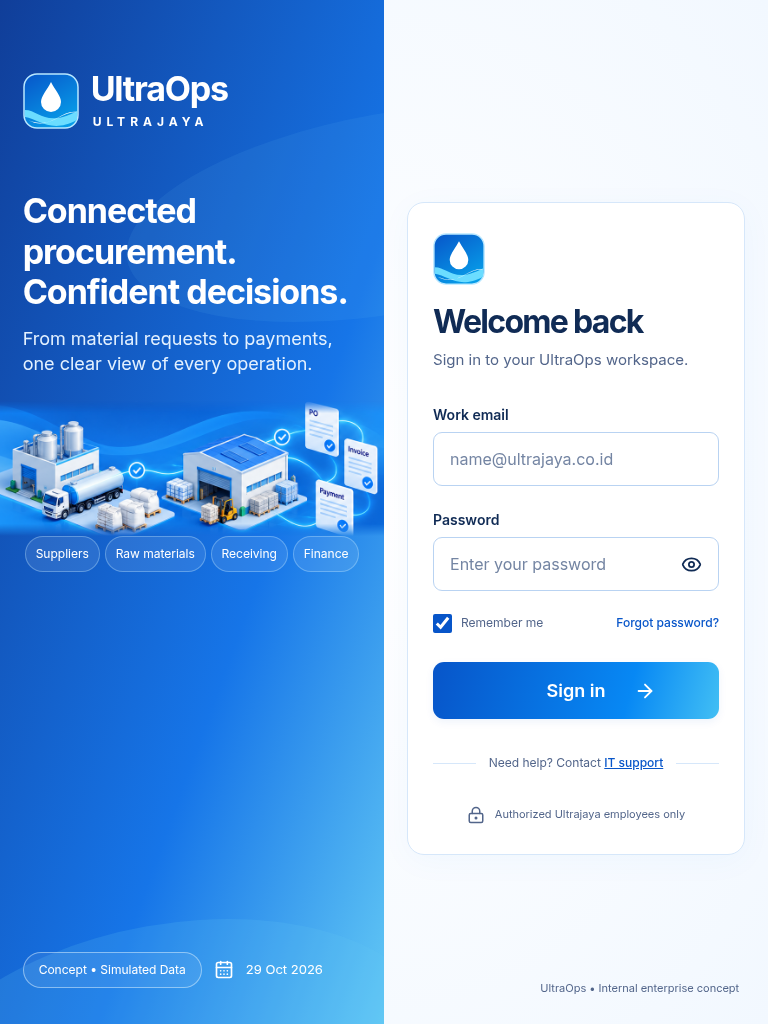 UltraOps
ULTRAJAYA
Connected
procurement.
Confident decisions.
From material requests to payments,
one clear view of every operation.
PO
Invoice
Payment
Suppliers
Raw materials
Receiving
Finance
Concept • Simulated Data
29 Oct 2026
Welcome back
Sign in to your UltraOps workspace.
Work email
name@ultrajaya.co.id
Password
Enter your password
Remember me
Forgot password?
Sign in
Need help? Contact IT support
Authorized Ultrajaya employees only
UltraOps • Internal enterprise concept